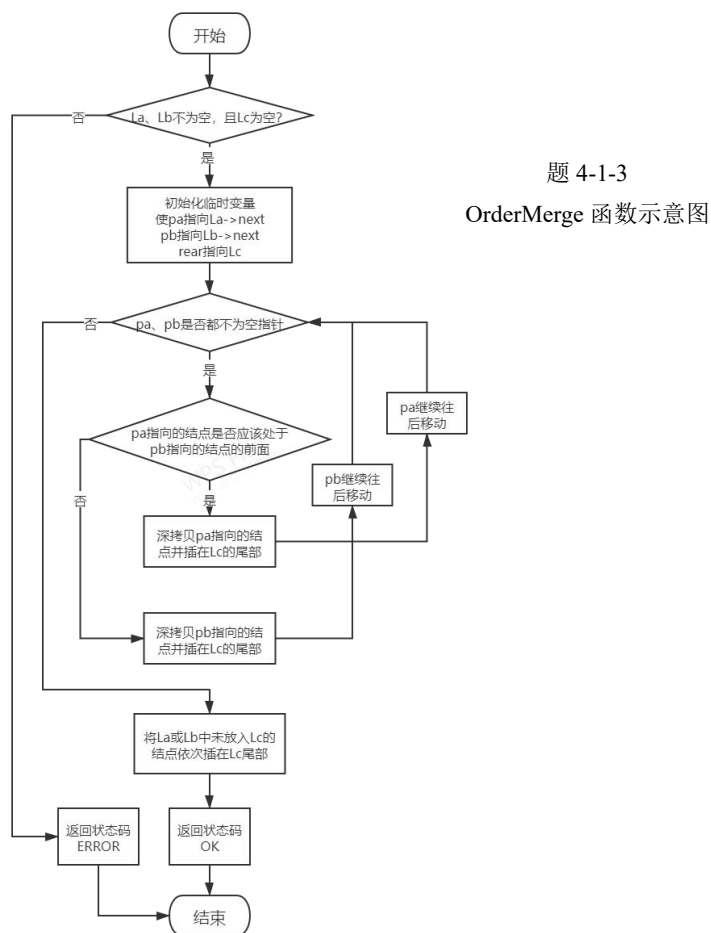 开始
La、Lb不为空，且Lc为空？
否
是
题 4-1-3
OrderMerge 函数示意图
初始化临时变量
使pa指向La->next
pb指向Lb->next
rear指向Lc
pa、pb是否都不为空指针
否
是
pa继续往
后移动
pa指向的结点是否应该处于
pb指向的结点的前面
pb继续往
后移动
否
是
深拷贝pa指向的结
点并插在Lc的尾部
深拷贝pb指向的结
点并插在Lc的尾部
将La或Lb中未放入Lc的
结点依次插在Lc尾部
返回状态码
ERROR
返回状态码
OK
结束